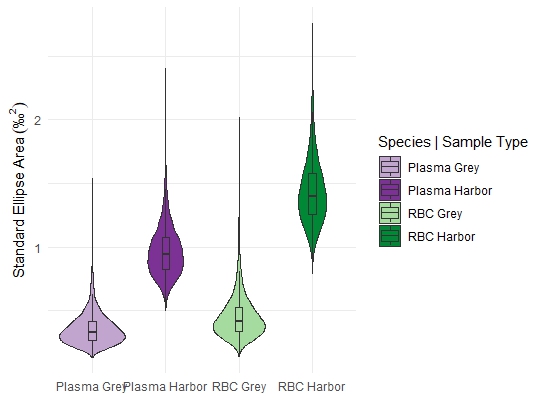 Standard Ellipse Area (‰²)
2
1
Plasma Grey Plasma Harbor RBC Grey RBC Harbor
Species | Sample Type
Plasma Grey
Plasma Harbor
RBC Grey
RBC Harbor